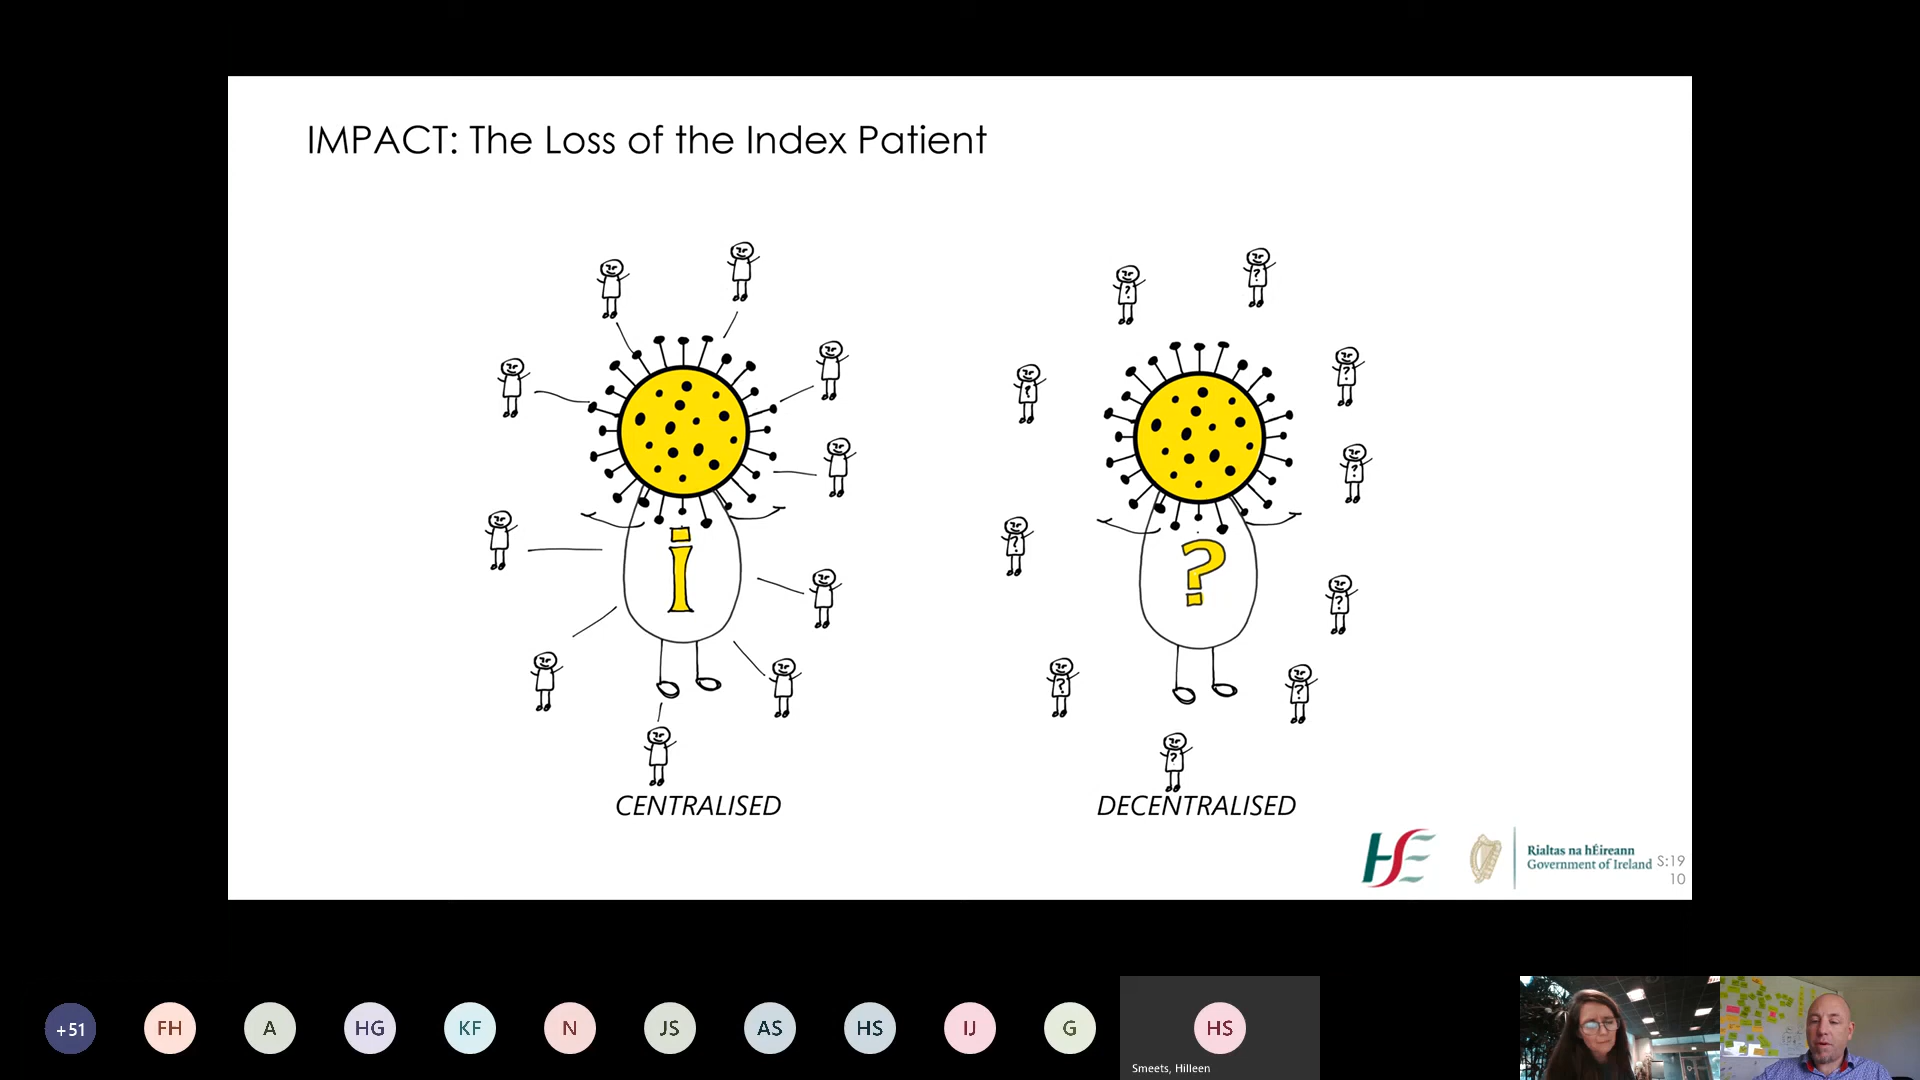 IMPACT: The Loss of the Index Patient
?
?
?
?
?
?
i
?
?
?
?
?
?
CENTRALISED
DECENTRALISED
HSE
Rialtas na hÉireann
Government of Ireland
S:19
10
+51
FH
A
HG
KF
N
JS
AS
HS
IJ
G
HS
Smeets, Hilleen